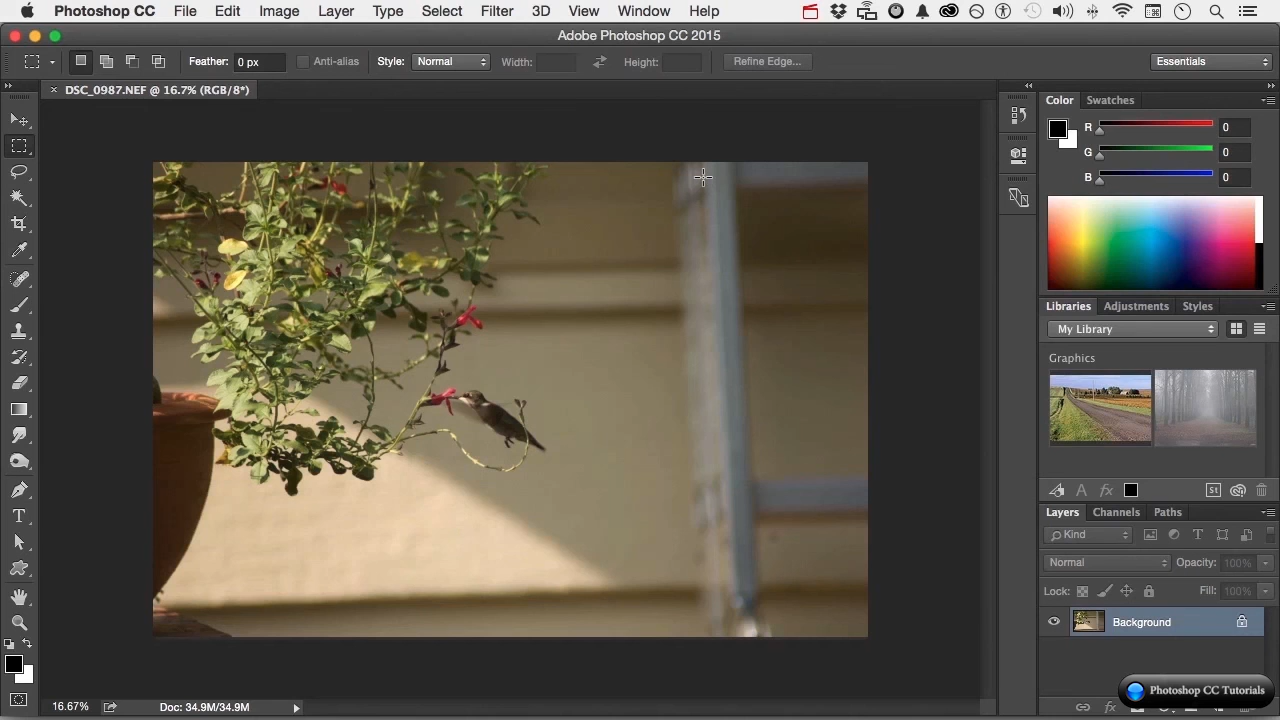 Photoshop CC File Edit Image Layer Type Select Filter 3D View Window Help
Adobe Photoshop CC 2015
Feather: 0 px Anti-alias Style: Normal Width: Height: Refine Edge... Essentials
× DSC_0987.NEF @ 16.7% (RGB/8*)
Color Swatches
R 0
G 0
B 0
Libraries Adjustments Styles
My Library
Graphics
A fx St
Layers Channels Paths
Kind T
Normal Opacity: 100%
Lock: Fill: 100%
Background
T
Photoshop CC Tutorials
16.67% Doc: 34.9M/34.9M
fx